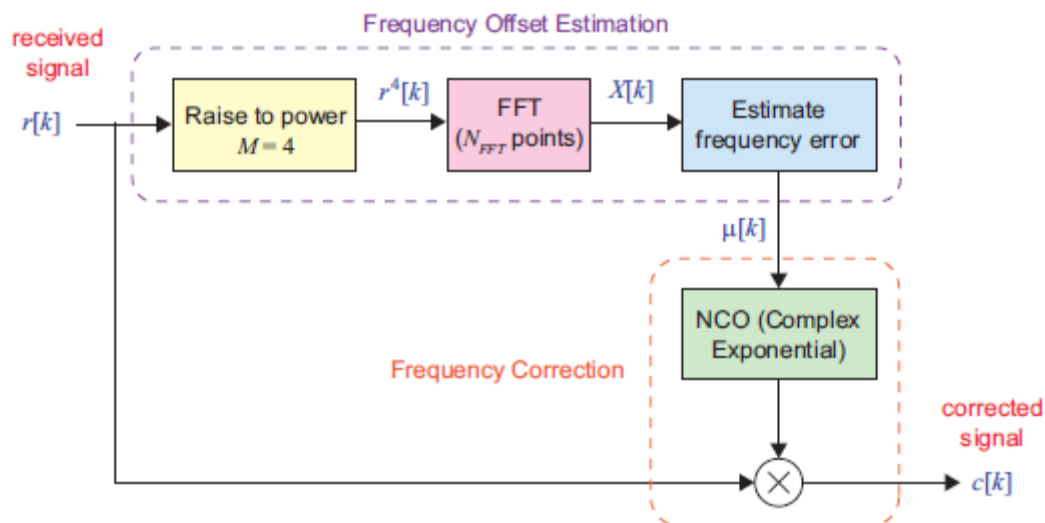 Frequency Offset Estimation
received
signal
r[k]
Raise to power
M = 4
r⁴[k]
FFT
(N_FFT points)
X[k]
Estimate
frequency error
μ[k]
NCO (Complex
Exponential)
Frequency Correction
corrected
signal
c[k]